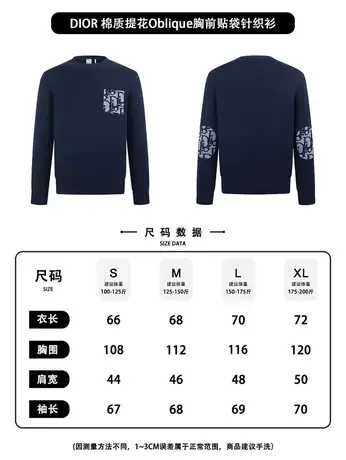 DIOR 棉质提花Oblique胸前贴袋针织衫
尺码数据
SIZE DATA
尺码 S M L XL
SIZE 建议体重 建议体重 建议体重 建议体重
100-125斤 125-150斤 150-175斤 175-200斤
衣长 66 68 70 72
胸围 108 112 116 120
肩宽 44 46 48 50
袖长 67 68 69 70
(因测量方法不同，1~3CM误差属于正常范围，商品建议手洗)